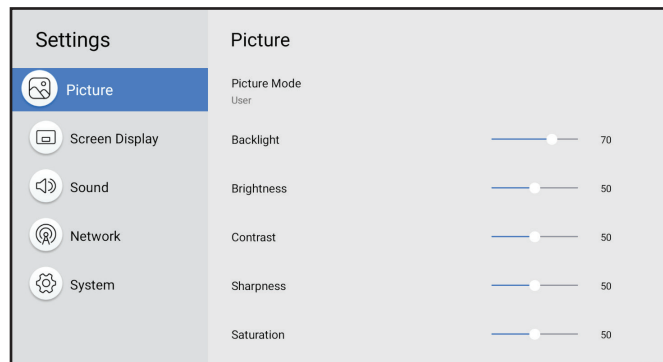 Settings
Picture
Screen Display
Sound
Network
System
Picture
Picture Mode
User
Backlight 70
Brightness 50
Contrast 50
Sharpness 50
Saturation 50